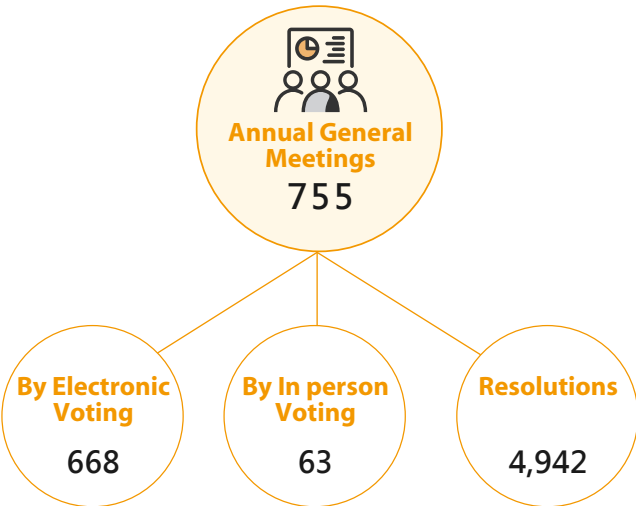 Annual General
Meetings
755
By Electronic
Voting
668
By In person
Voting
63
Resolutions
4,942